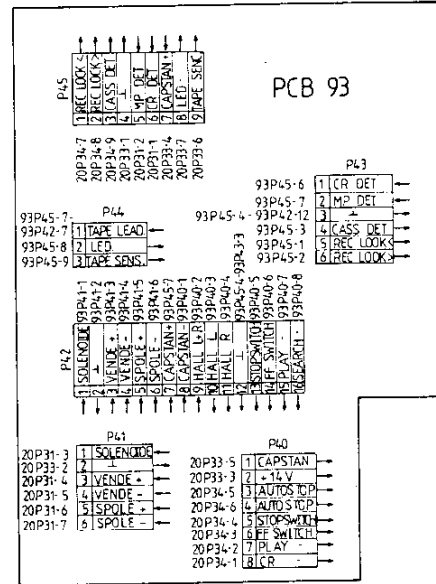 PCB 93
P45
1 REC LOCK <
2 REC LOCK >
3 CASS DET
4 ⊥
5 MP DET
6 CR DET
7 CAPSTAN +
8 LED -
9 TAPE SENC
20P34-7
20P34-8
20P34-9
20P33-1
20P31-2
20P31-1
20P33-4
20P33-7
20P33-6
P43
93P45-6 1 CR DET
93P45-7 2 MP DET
93P45-4 - 93P42-12 3 ⊥
93P45-3 4 CASS DET
93P45-1 5 REC LOOK<
93P45-2 6 REC LOOK>
P44
93P45-7-
93P42-7 1 TAPE LEAD.
93P45-8 2 LED.
93P45-9 3 TAPE SENS.
P42
93P41-1
93P41-2
93P41-3
93P41-4
93P41-5
93P41-6
93P45-7
93P40-1
93P40-2
93P40-3
93P40-4
93P45-4-93P43-3
93P40-5
93P40-6
93P40-7
93P40-8
1 SOLENOIDE
2 ⊥
3 VENDE +
4 VENDE -
5 SPOLE +
6 SPOLE -
7 CAPSTAN+
8 CAPSTAN-
9 HALL L+R
10 HALL L
11 HALL R
12 ⊥
13 STOPSWITCH
14 FF SWITCH
15 PLAY -
16 SEARCH -
P41
20P31-3 1 SOLENOIDE
20P33-2 2 ⊥
20P31-4 3 VENDE +
20P31-5 4 VENDE -
20P31-6 5 SPOLE +
20P31-7 6 SPOLE -
P40
20P33-5 1 CAPSTAN
20P33-3 2 +14V
20P34-5 3 AUTOSTOP
20P34-6 4 AUTOSTOP
20P34-4 5 STOPSWITCH
20P34-3 6 FF SWITCH
20P34-2 7 PLAY -
20P34-1 8 CR -